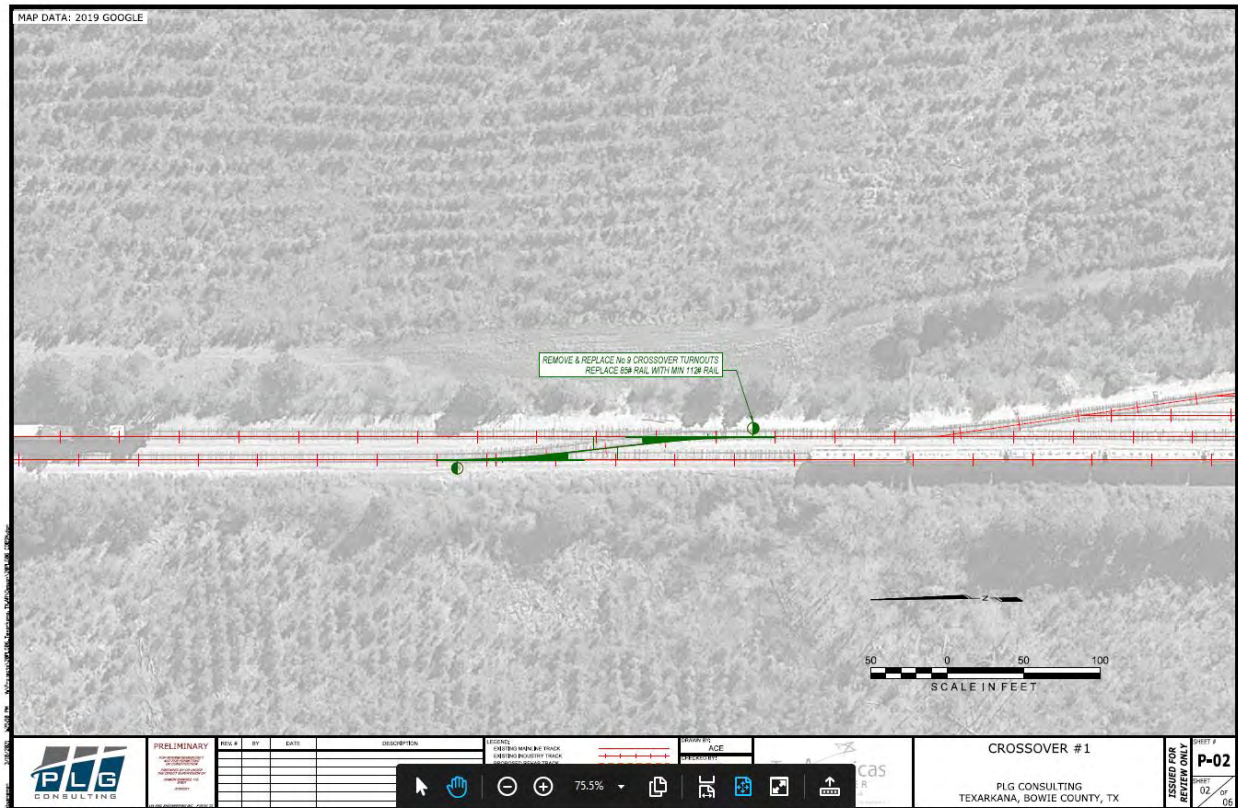 MAP DATA: 2019 GOOGLE
REMOVE & REPLACE No 9 CROSSOVER TURNOUTS
REPLACE 85# RAIL WITH MIN 112# RAIL
Z
50 0 50 100
SCALE IN FEET
PLG
CONSULTING
PRELIMINARY
REV. # BY DATE DESCRIPTION
LEGEND:
EXISTING MAINLINE TRACK
EXISTING INDUSTRY TRACK
PROPOSED REHAB TRACK
DRAWN BY:
ACE
CHECKED BY:
75.5%
CROSSOVER #1
PLG CONSULTING
TEXARKANA, BOWIE COUNTY, TX
ISSUED FOR
REVIEW ONLY
SHEET #
P-02
SHEET
02 OF 06